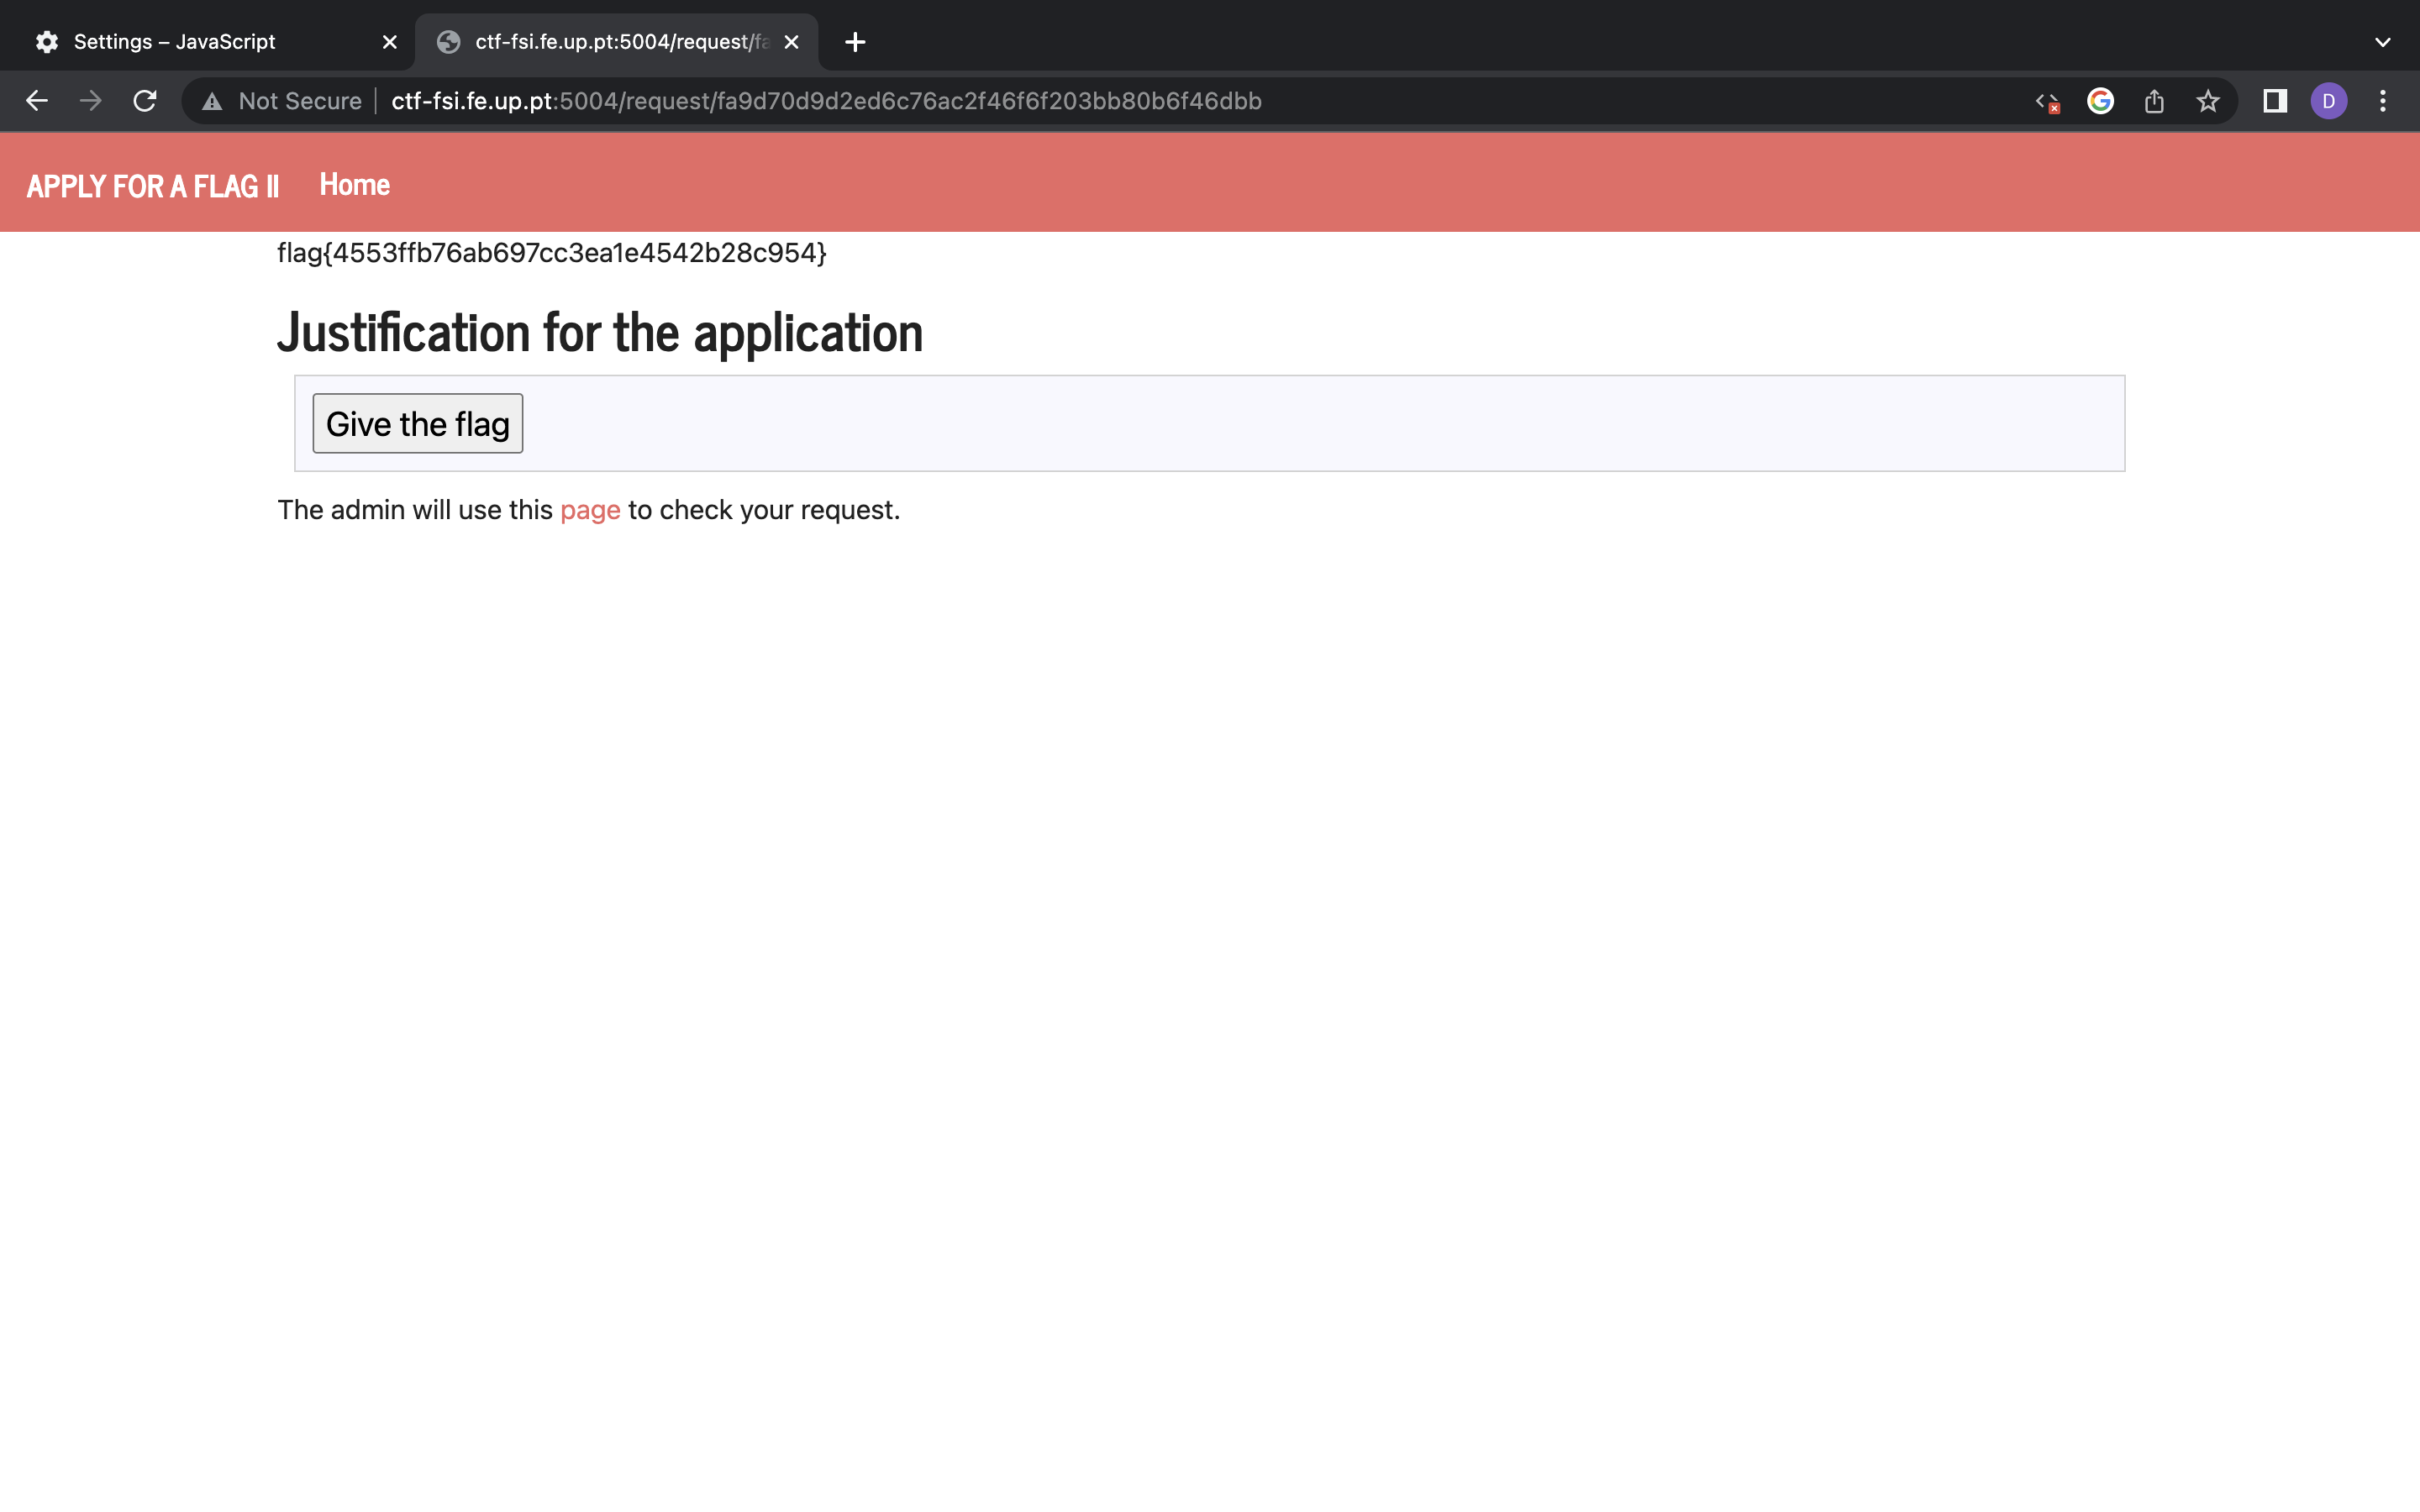 Settings – JavaScript
ctf-fsi.fe.up.pt:5004/request/fa
Not Secure
ctf-fsi.fe.up.pt:5004/request/fa9d70d9d2ed6c76ac2f46f6f203bb80b6f46dbb
D
APPLY FOR A FLAG II
Home
flag{4553ffb76ab697cc3ea1e4542b28c954}
Justification for the application
Give the flag
The admin will use this page to check your request.